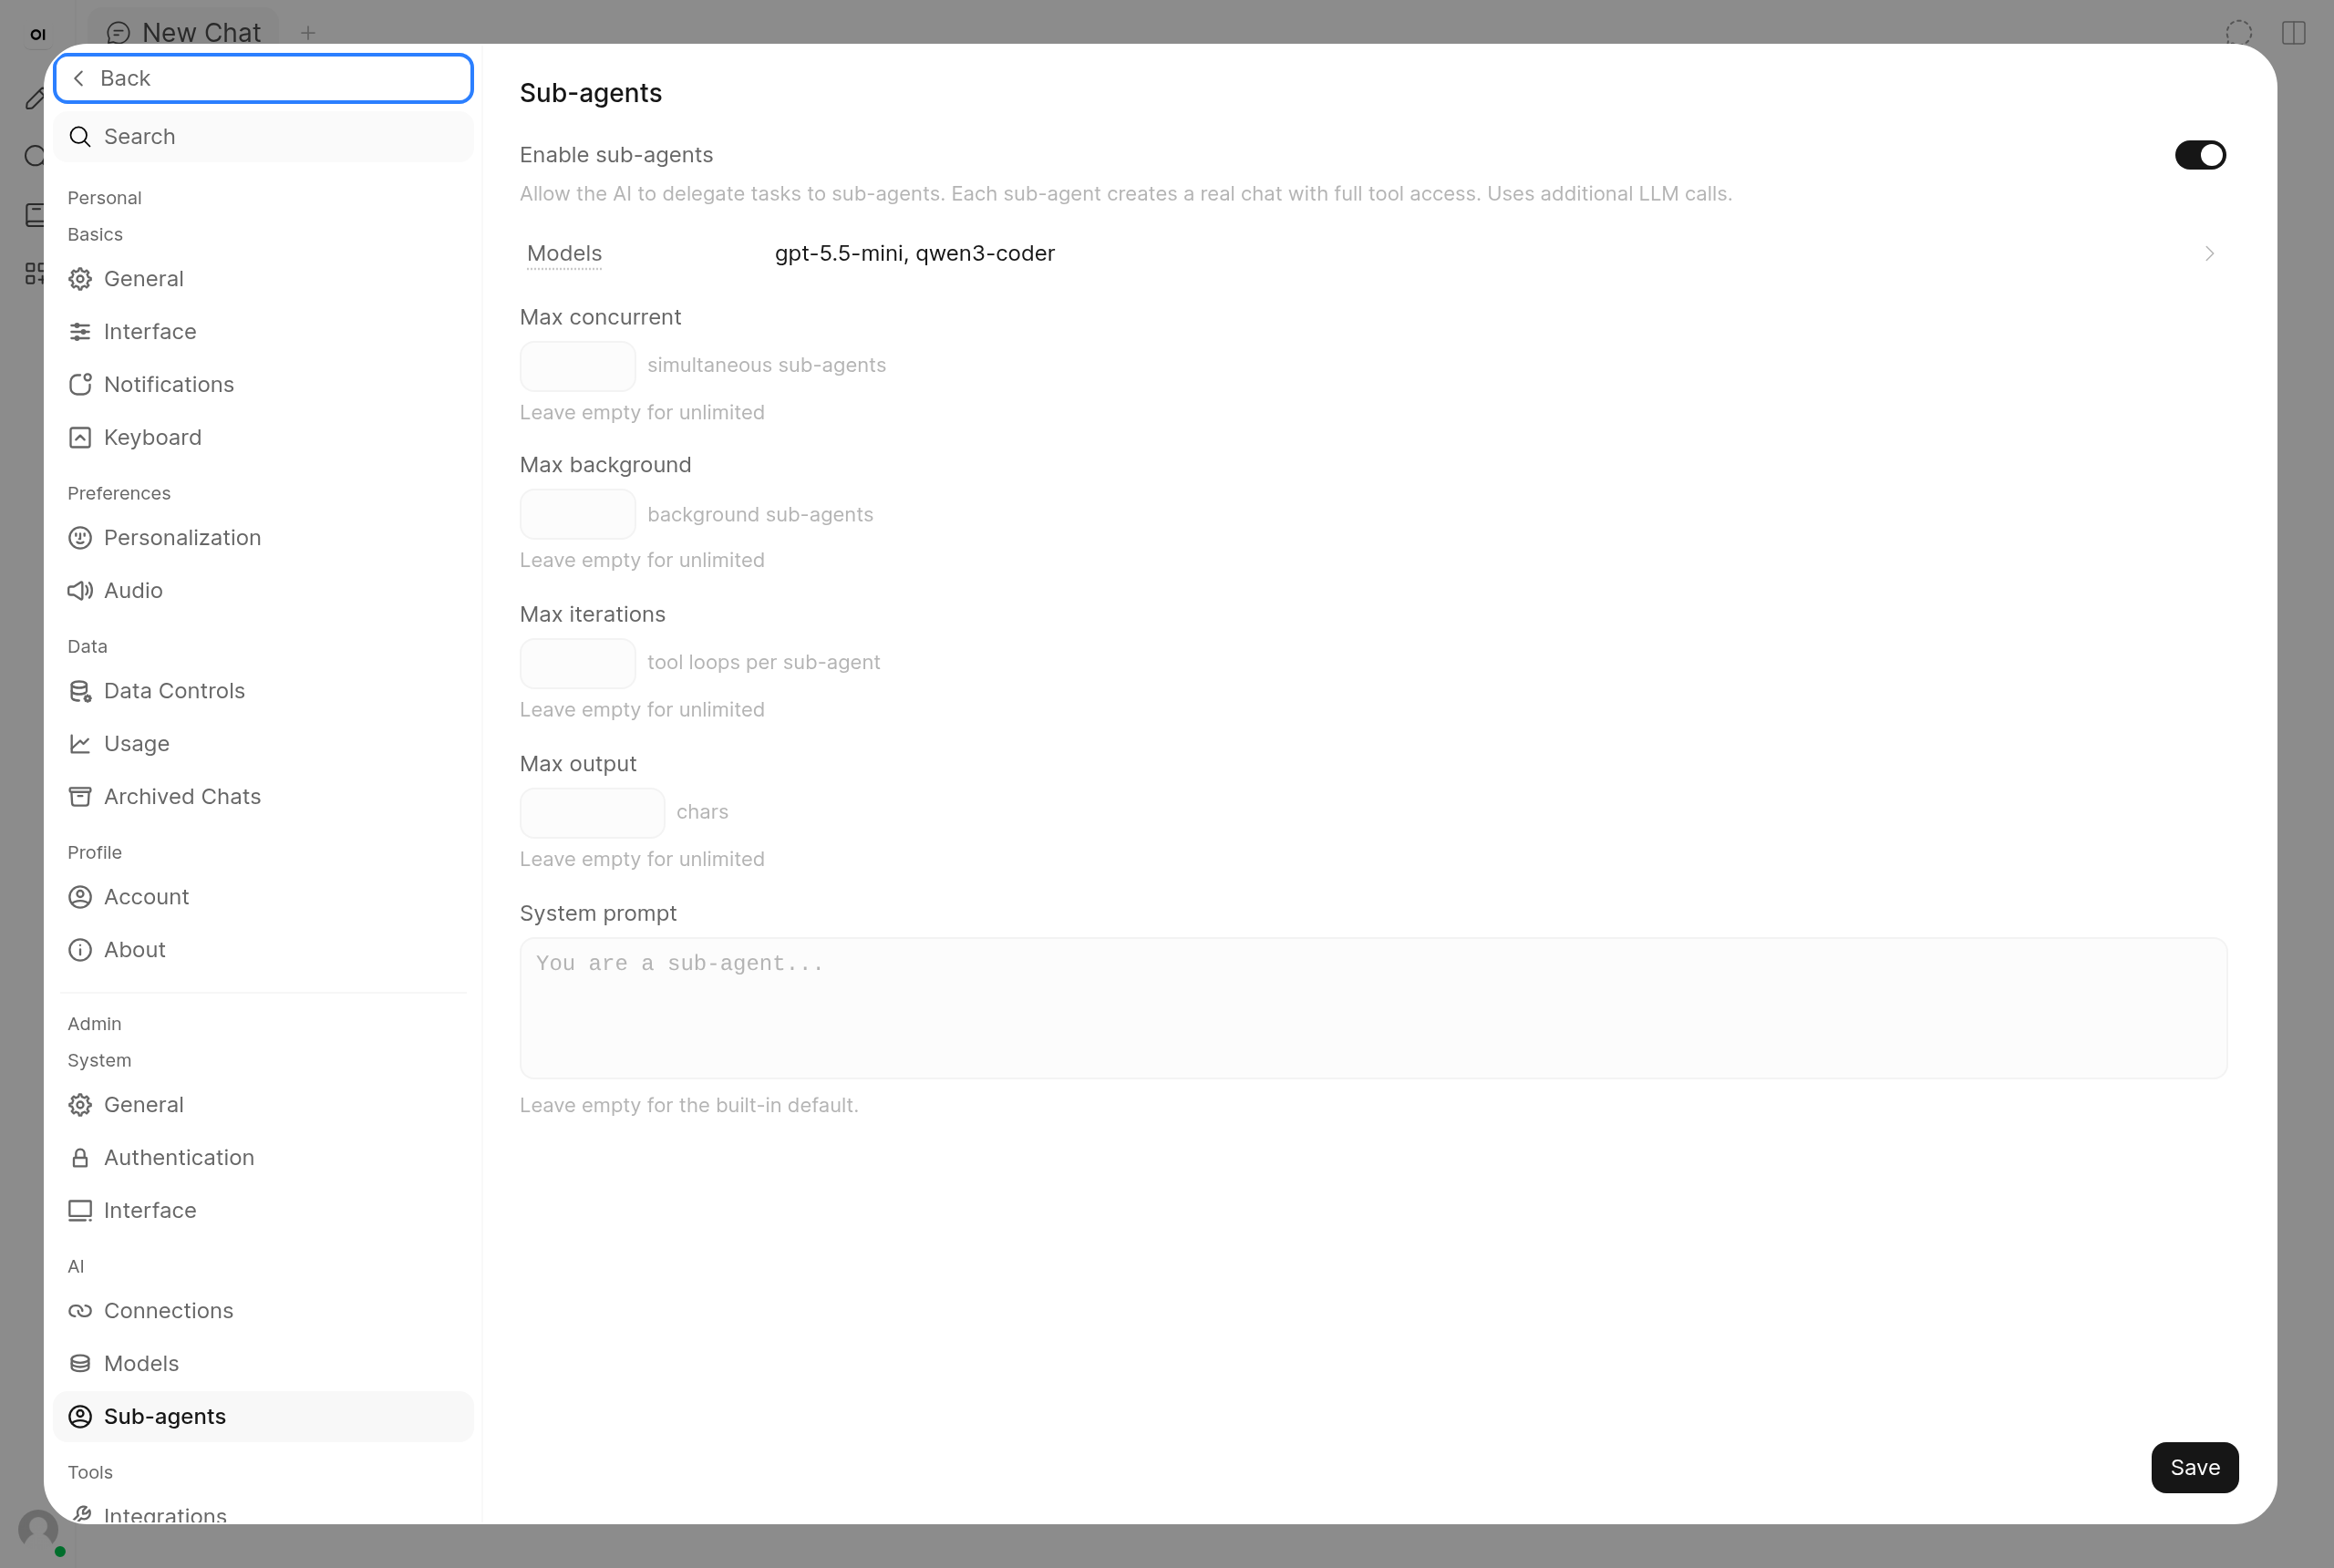 OI
New Chat
Back
Search
Personal
Basics
General
Interface
Notifications
Keyboard
Preferences
Personalization
Audio
Data
Data Controls
Usage
Archived Chats
Profile
Account
About
Admin
System
General
Authentication
Interface
AI
Connections
Models
Sub-agents
Tools
Integrations
Sub-agents
Enable sub-agents
Allow the AI to delegate tasks to sub-agents. Each sub-agent creates a real chat with full tool access. Uses additional LLM calls.
Models gpt-5.5-mini, qwen3-coder
Max concurrent
simultaneous sub-agents
Leave empty for unlimited
Max background
background sub-agents
Leave empty for unlimited
Max iterations
tool loops per sub-agent
Leave empty for unlimited
Max output
chars
Leave empty for unlimited
System prompt
You are a sub-agent...
Leave empty for the built-in default.
Save